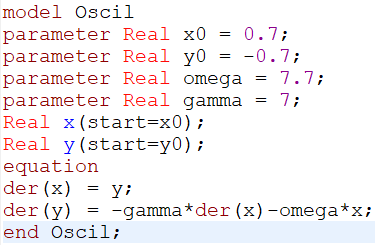 model Oscil
parameter Real x0 = 0.7;
parameter Real y0 = -0.7;
parameter Real omega = 7.7;
parameter Real gamma = 7;
Real x(start=x0);
Real y(start=y0);
equation
der(x) = y;
der(y) = -gamma*der(x)-omega*x;
end Oscil;